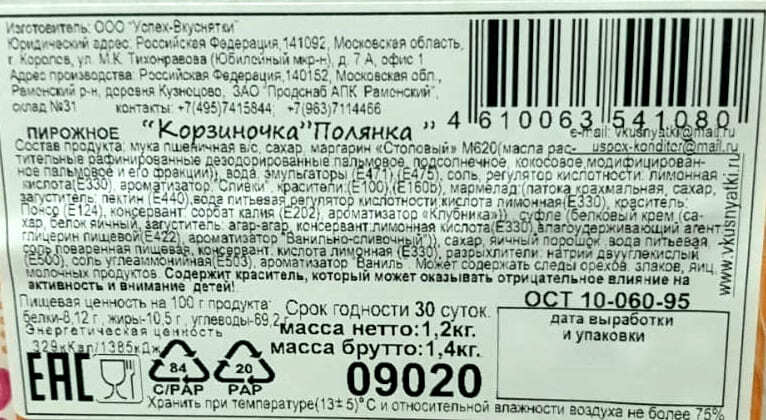 Изготовитель: ООО "Успех-Вкуснятки"
Юридический адрес: Российская Федерация,141092, Московская область,
г. Королев, ул. М.К. Тихонравова (Юбилейный мкр-н), д. 7 А, офис 1
Адрес производства: Российская Федерация,140152, Московская обл.,
Раменский р-н, деревня Кузнецово, ЗАО "Продснаб АПК Раменский",
склад №31 контакты: +7(495)7415844; +7(963)7114466
4 610063 541080
e-mail: vkusnyatki@mail.ru
uspex-konditer@mail.ru
www.vkusnyatki.ru
ПИРОЖНОЕ "Корзиночка "Полянка"
Состав продукта: мука пшеничная в/с, сахар, маргарин «Столовый» М620(масла рас-
тительные рафинированные дезодорированные пальмовое, подсолнечное, кокосовое,модифицирован-
ное пальмовое и его фракции)), вода, эмульгаторы (Е471),(Е475), соль, регулятор кислотности: лимонная
кислота(Е330), ароматизатор "Сливки", красители:(Е100),(Е160b), мармелад:(патока крахмальная, сахар,
загуститель: пектин (Е440),вода питьевая,регулятор кислотности:кислота лимонная(Е330), краситель:
Понсо (Е124), консервант: сорбат калия (Е202), ароматизатор «Клубника»)), суфле (белковый крем (са-
хар, белок яичный, загуститель: агар-агар, консервант:лимонная кислота(Е330),влагоудерживающий агент
глицерин пищевой(Е422), ароматизатор "Ванильно-сливочный")), сахар, яичный порошок, вода питьевая,
соль поваренная пищевая, консервант: кислота лимонная (Е330), разрыхлители: натрий двууглекислый
(Е500), соль углеаммонийная(Е503), ароматизатор "Ваниль". Может содержать следы орехов, злаков, яиц,
молочных продуктов. Содержит краситель, который может оказывать отрицательное влияние на
активность и внимание детей!
Пищевая ценность на 100 г продукта:
белки-8,12 г., жиры-10,5 г., углеводы-69,2г.
Энергетическая ценность
329кКал/1385кДж
Срок годности 30 суток.
масса нетто: 1,2кг.
масса брутто: 1,4кг.
09020
ОСТ 10-060-95
дата выработки
и упаковки
ЕАС
84
C/PAP
20
PAP
Хранить при температуре(13±5)°С и относительной влажности воздуха не более 75%